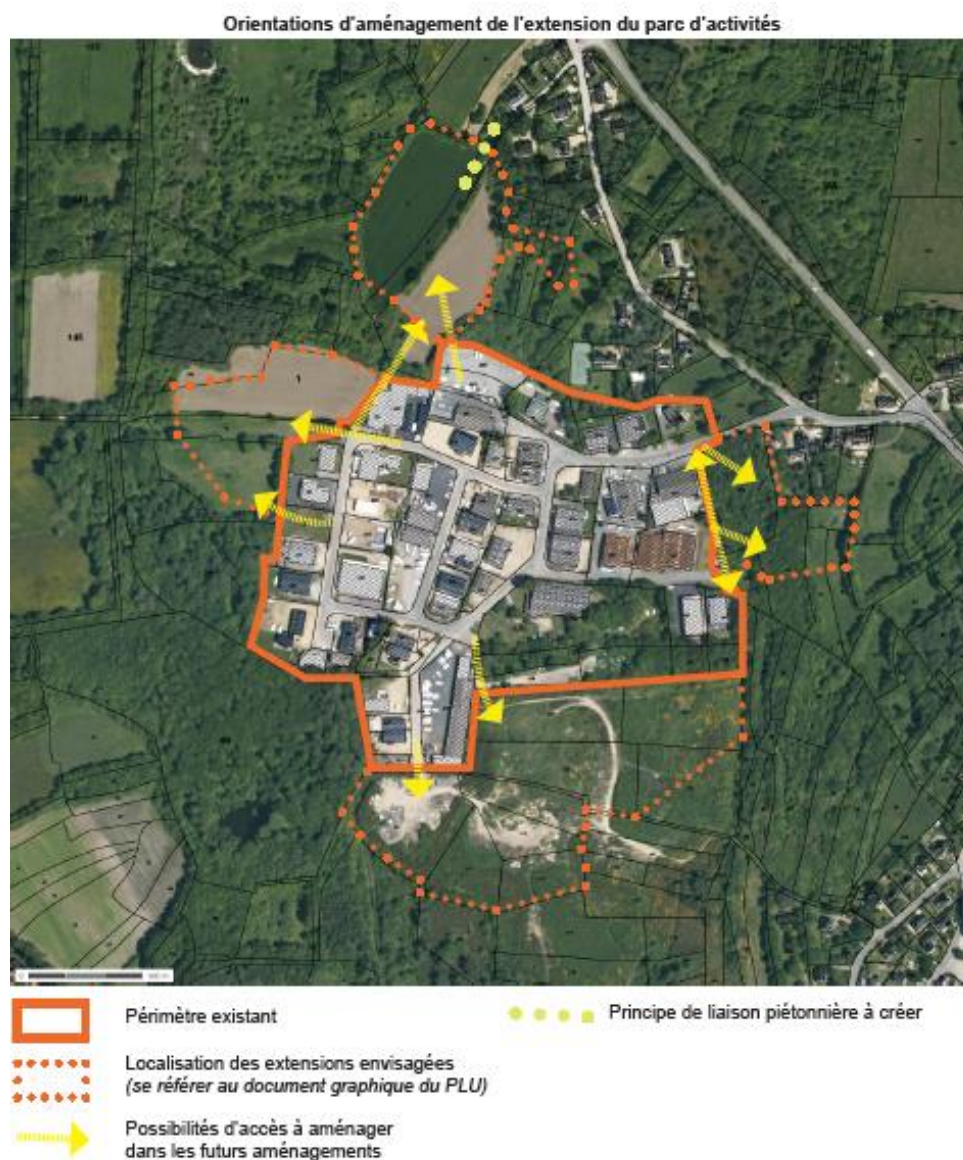 Orientations d'aménagement de l'extension du parc d'activités
Périmètre existant
Principe de liaison piétonnière à créer
Localisation des extensions envisagées
(se référer au document graphique du PLU)
Possibilités d'accès à aménager
dans les futurs aménagements